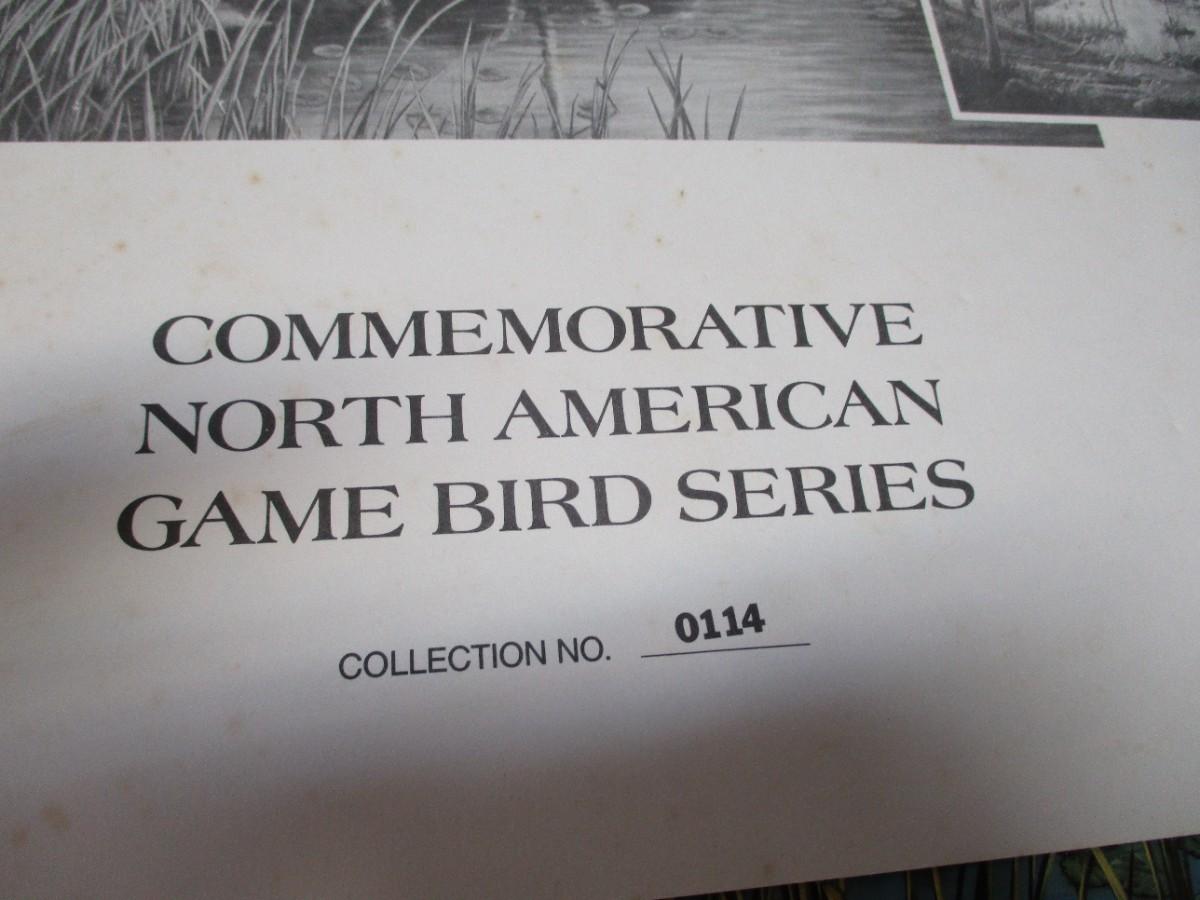 COMMEMORATIVE
NORTH AMERICAN
GAME BIRD SERIES
COLLECTION NO. 0114